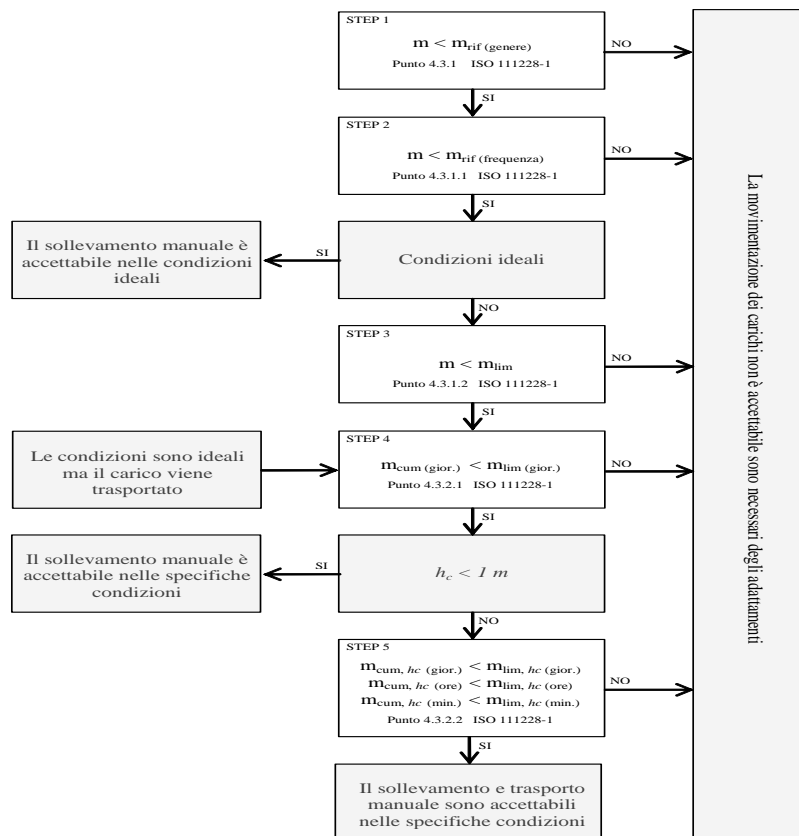 STEP 1
m < mrif (genere)
Punto 4.3.1 ISO 111228-1
NO
SI
STEP 2
m < mrif (frequenza)
Punto 4.3.1.1 ISO 111228-1
NO
SI
Il sollevamento manuale è
accettabile nelle condizioni
ideali
SI
Condizioni ideali
NO
STEP 3
m < mlim
Punto 4.3.1.2 ISO 111228-1
NO
SI
Le condizioni sono ideali
ma il carico viene
trasportato
STEP 4
mcum (gior.) < mlim (gior.)
Punto 4.3.2.1 ISO 111228-1
NO
SI
Il sollevamento manuale è
accettabile nelle specifiche
condizioni
SI
hc < 1 m
NO
STEP 5
mcum, hc (gior.) < mlim, hc (gior.)
mcum, hc (ore) < mlim, hc (ore)
mcum, hc (min.) < mlim, hc (min.)
Punto 4.3.2.2 ISO 111228-1
NO
SI
Il sollevamento e trasporto
manuale sono accettabili
nelle specifiche condizioni
La movimentazione dei carichi non è accettabile sono necessari degli adattamenti